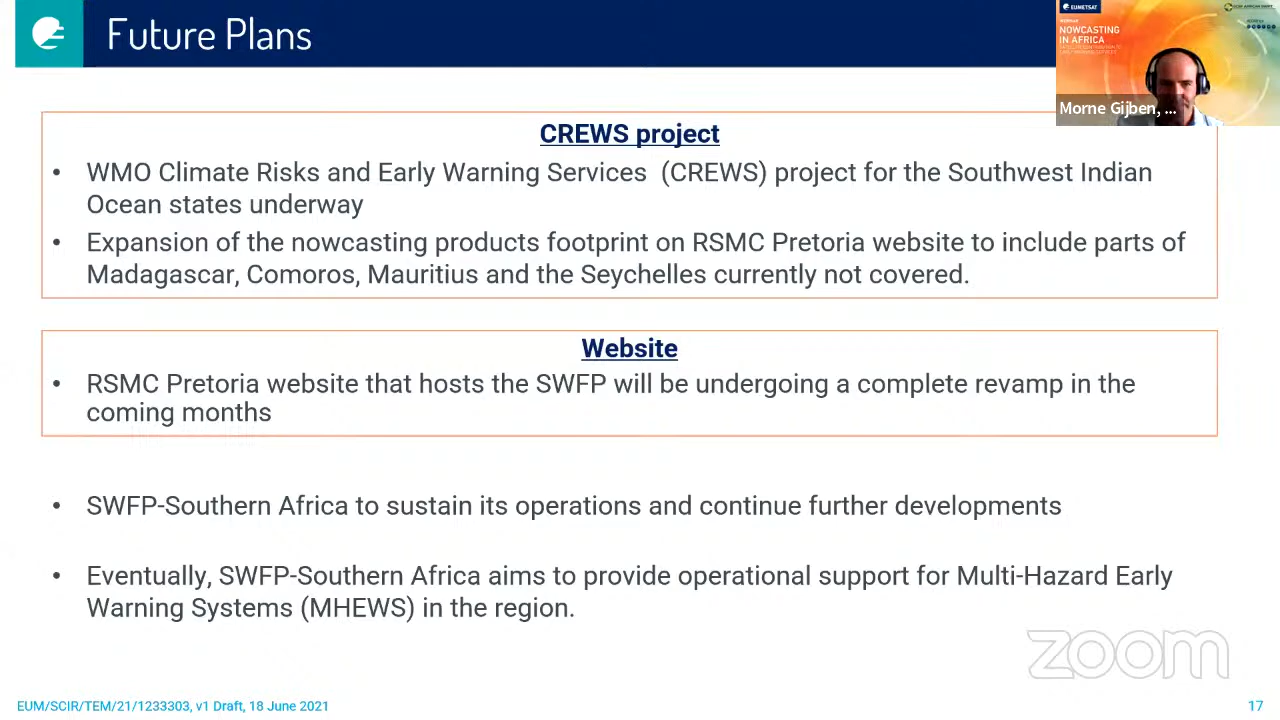 Future Plans
EUMETSAT
WEBINAR
NOWCASTING
IN AFRICA
Morne Gijben, ...
CREWS project
• WMO Climate Risks and Early Warning Services (CREWS) project for the Southwest Indian
Ocean states underway
• Expansion of the nowcasting products footprint on RSMC Pretoria website to include parts of
Madagascar, Comoros, Mauritius and the Seychelles currently not covered.
Website
• RSMC Pretoria website that hosts the SWFP will be undergoing a complete revamp in the
coming months
• SWFP-Southern Africa to sustain its operations and continue further developments
• Eventually, SWFP-Southern Africa aims to provide operational support for Multi-Hazard Early
Warning Systems (MHEWS) in the region.
zoom
EUM/SCIR/TEM/21/1233303, v1 Draft, 18 June 2021
17